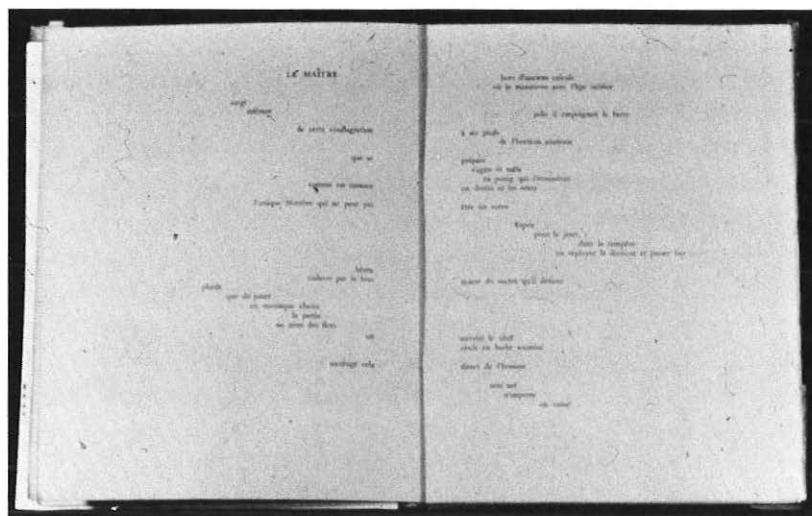 LE MAÎTRE
surgi
inférant
de cette conflagration
que se
comme on menace
l'unique Nombre qui ne peut pas
hésite
cadavre par le bras
plutôt
que de jouer
en maniaque chenu
la partie
au nom des flots
un
naufrage cela
hors d'anciens calculs
où la manœuvre avec l'âge oubliée
jadis il empoignait la barre
à ses pieds
de l'horizon unanime
prépare
s'agite et mêle
au poing qui l'étreindrait
un destin et les vents
être un autre
Esprit
pour le jeter
dans la tempête
en reployer la division et passer fier
écarté du secret qu'il détient
envahit le chef
coule en barbe soumise
direct de l'homme
sans nef
n'importe
où vaine